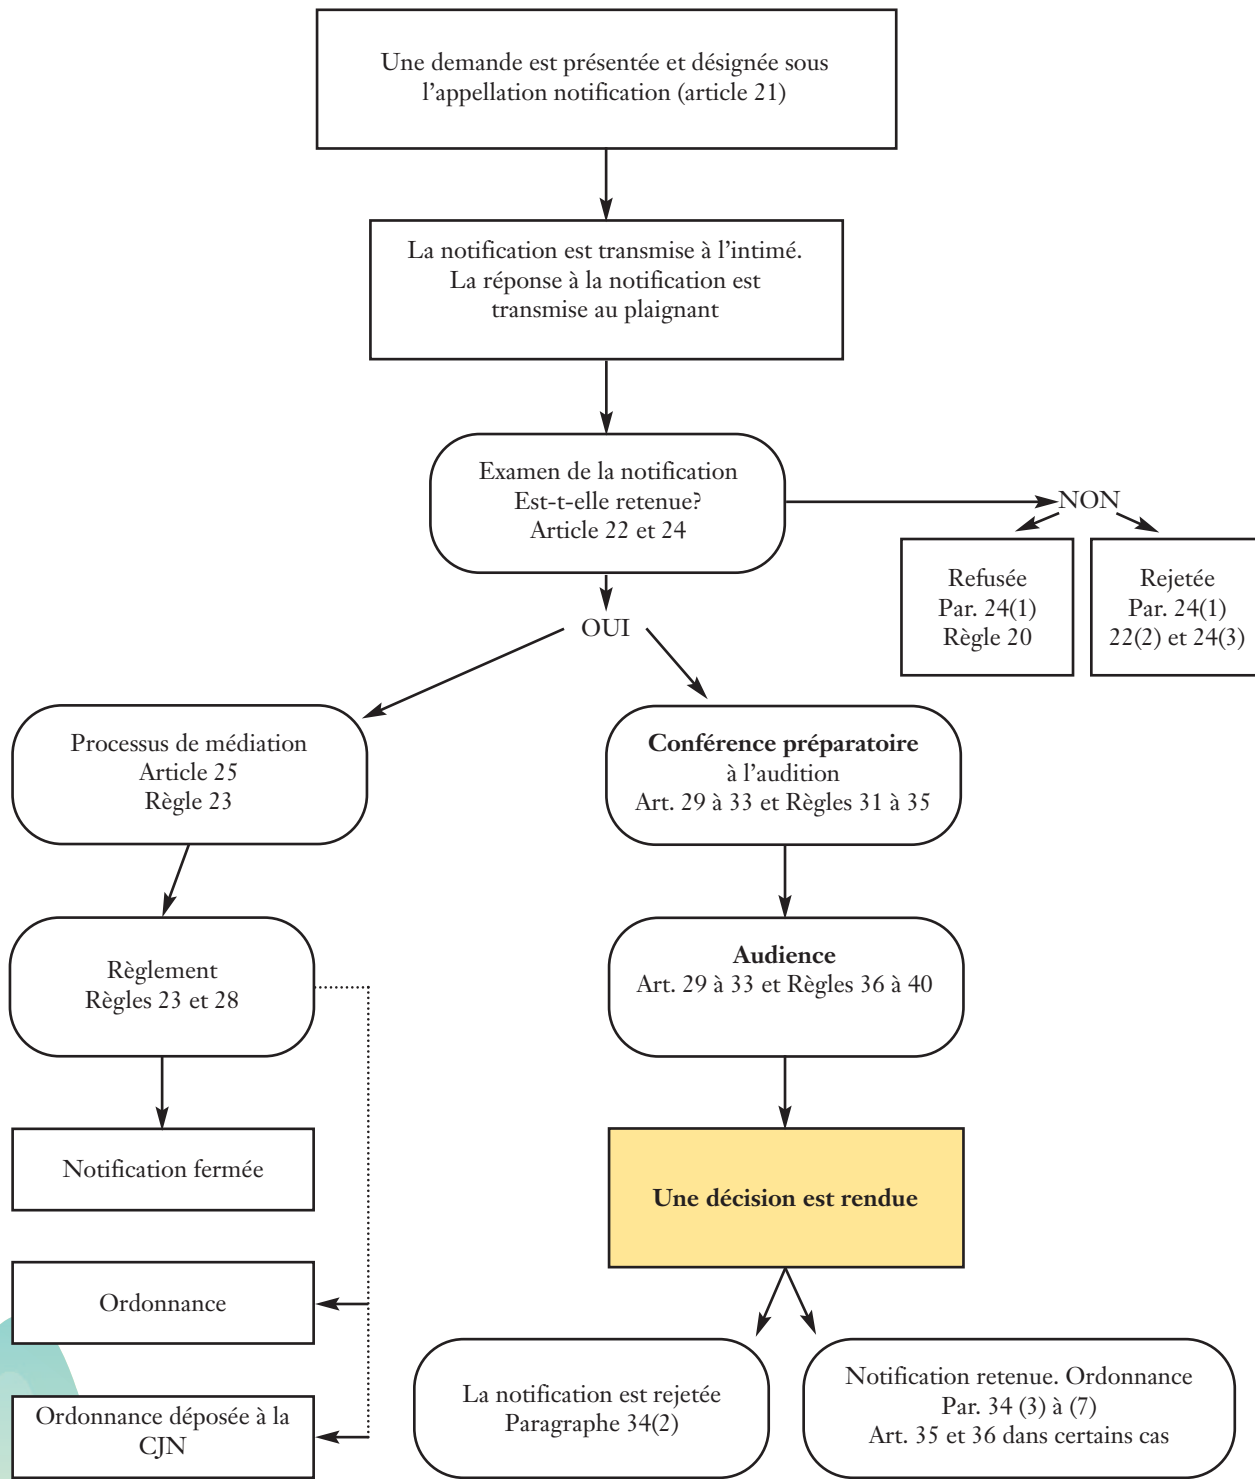 Une demande est présentée et désignée sous
l’appellation notification (article 21)
La notification est transmise à l’intimé.
La réponse à la notification est
transmise au plaignant
Examen de la notification
Est-t-elle retenue?
Article 22 et 24
NON
Refusée
Par. 24(1)
Règle 20
Rejetée
Par. 24(1)
22(2) et 24(3)
OUI
Processus de médiation
Article 25
Règle 23
Conférence préparatoire
à l’audition
Art. 29 à 33 et Règles 31 à 35
Règlement
Règles 23 et 28
Audience
Art. 29 à 33 et Règles 36 à 40
Notification fermée
Une décision est rendue
Ordonnance
Ordonnance déposée à la
CJN
La notification est rejetée
Paragraphe 34(2)
Notification retenue. Ordonnance
Par. 34 (3) à (7)
Art. 35 et 36 dans certains cas